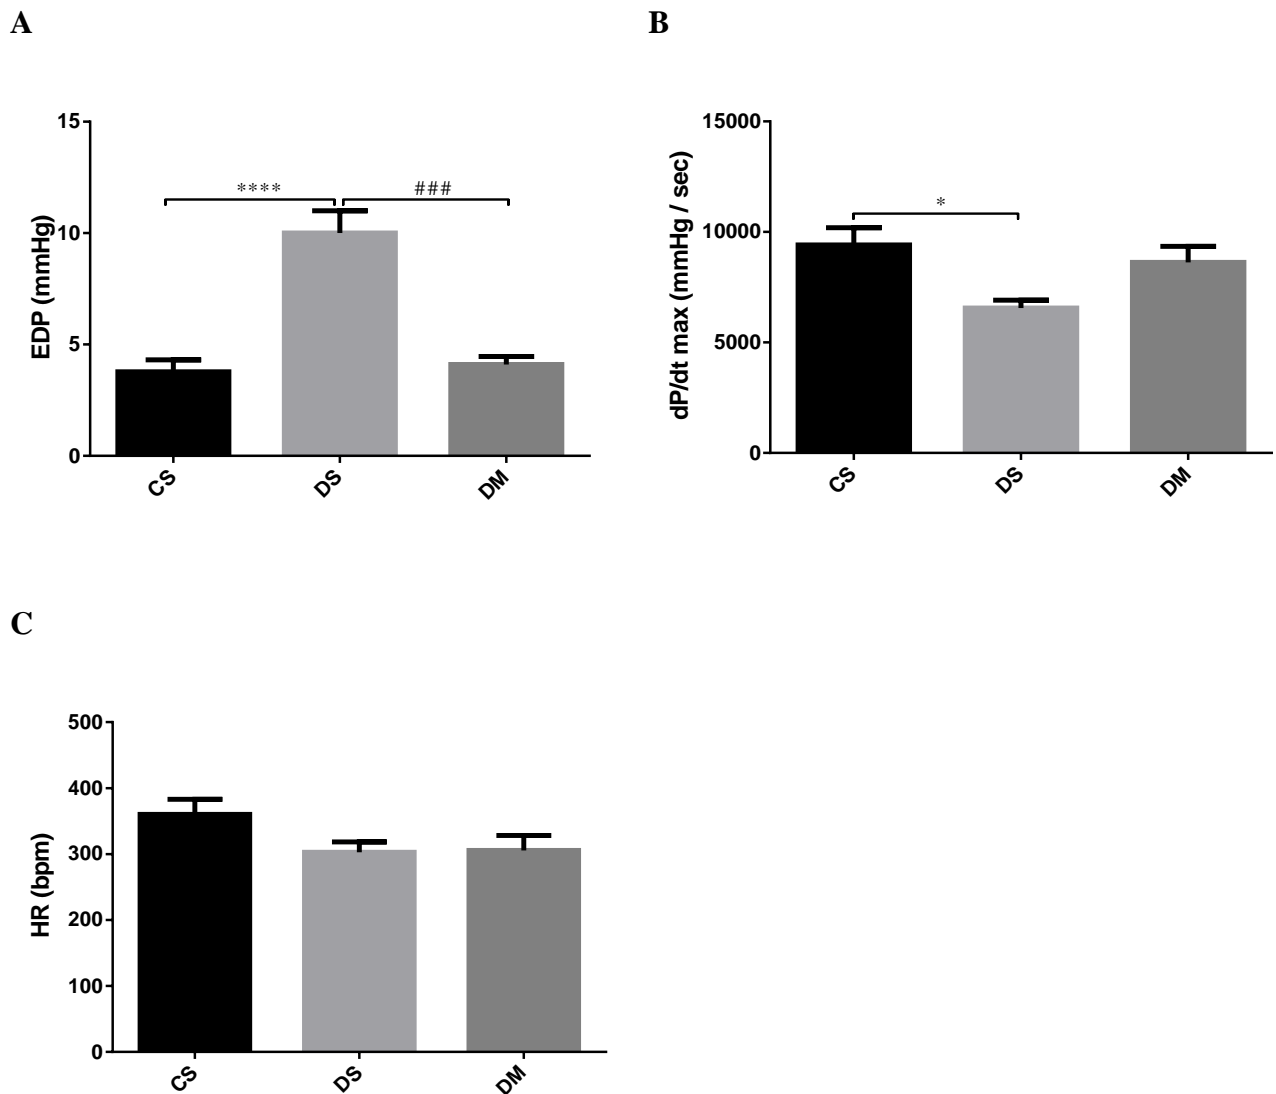 A
EDP (mmHg)
15
10
5
0
****
###
CS
DS
DM
B
dP/dt max (mmHg / sec)
15000
10000
5000
0
*
CS
DS
DM
C
HR (bpm)
500
400
300
200
100
0
CS
DS
DM